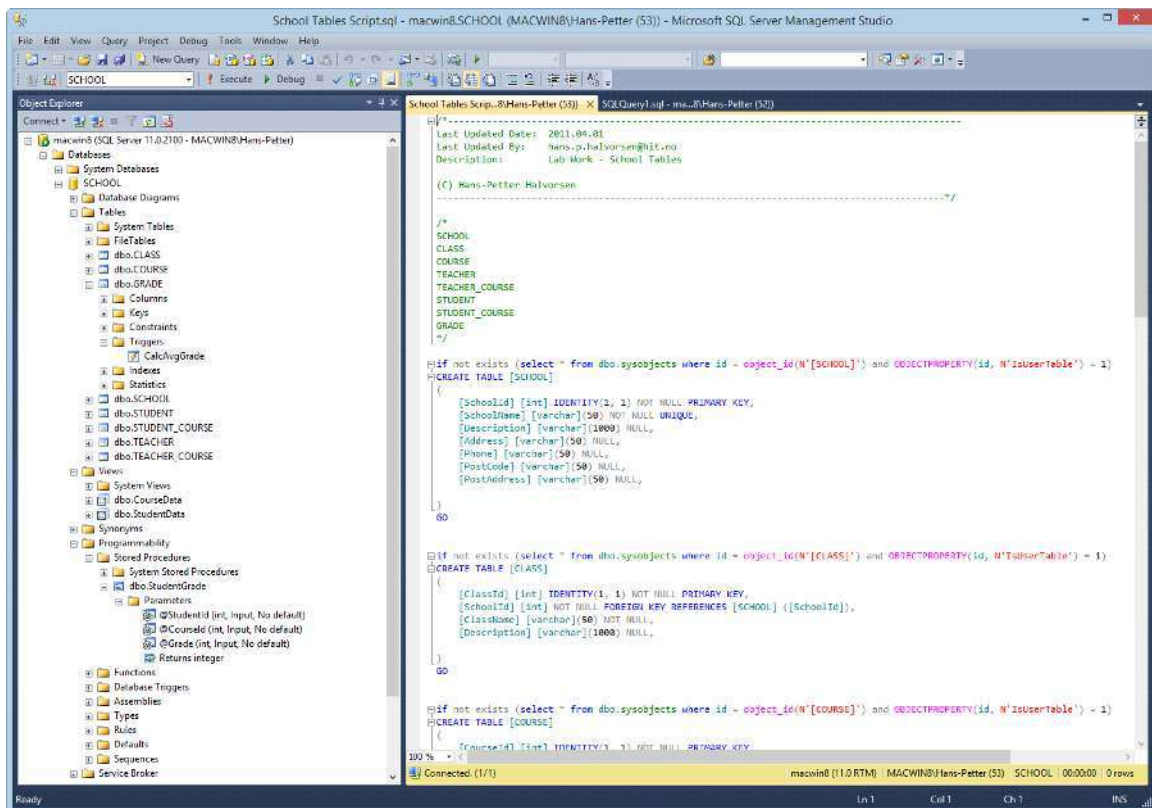 School Tables Script.sql - macwin8.SCHOOL (MACWIN8\Hans-Petter (53)) - Microsoft SQL Server Management Studio
File Edit View Query Project Debug Tools Window Help
New Query
SCHOOL Execute Debug
Object Explorer
Connect
macwin8 (SQL Server 11.0.2100 - MACWIN8\Hans-Petter)
Databases
System Databases
SCHOOL
Database Diagrams
Tables
System Tables
FileTables
dbo.CLASS
dbo.COURSE
dbo.GRADE
Columns
Keys
Constraints
Triggers
CalcAvgGrade
Indexes
Statistics
dbo.SCHOOL
dbo.STUDENT
dbo.STUDENT_COURSE
dbo.TEACHER
dbo.TEACHER_COURSE
Views
System Views
dbo.CourseData
dbo.StudentData
Synonyms
Programmability
Stored Procedures
System Stored Procedures
dbo.StudentGrade
Parameters
@StudentId (int, Input, No default)
@CourseId (int, Input, No default)
@Grade (int, Input, No default)
Returns integer
Functions
Database Triggers
Assemblies
Types
Rules
Defaults
Sequences
Service Broker
School Tables Scrip...8\Hans-Petter (53)) SQLQuery1.sql - ma...8\Hans-Petter (52))
/*------------------------------------------------------------------------------
Last Updated Date: 2011.04.01
Last Updated By: hans.p.halvorsen@hit.no
Description: Lab Work - School Tables
(C) Hans-Petter Halvorsen
------------------------------------------------------------------------------*/
/*
SCHOOL
CLASS
COURSE
TEACHER
TEACHER_COURSE
STUDENT
STUDENT_COURSE
GRADE
*/
if not exists (select * from dbo.sysobjects where id = object_id(N'[SCHOOL]') and OBJECTPROPERTY(id, N'IsUserTable') = 1)
CREATE TABLE [SCHOOL]
(
[SchoolId] [int] IDENTITY(1, 1) NOT NULL PRIMARY KEY,
[SchoolName] [varchar](50) NOT NULL UNIQUE,
[Description] [varchar](1000) NULL,
[Address] [varchar](50) NULL,
[Phone] [varchar](50) NULL,
[PostCode] [varchar](50) NULL,
[PostAddress] [varchar](50) NULL,
)
GO
if not exists (select * from dbo.sysobjects where id = object_id(N'[CLASS]') and OBJECTPROPERTY(id, N'IsUserTable') = 1)
CREATE TABLE [CLASS]
(
[ClassId] [int] IDENTITY(1, 1) NOT NULL PRIMARY KEY,
[SchoolId] [int] NOT NULL FOREIGN KEY REFERENCES [SCHOOL] ([SchoolId]),
[ClassName] [varchar](50) NOT NULL,
[Description] [varchar](1000) NULL,
)
GO
if not exists (select * from dbo.sysobjects where id = object_id(N'[COURSE]') and OBJECTPROPERTY(id, N'IsUserTable') = 1)
CREATE TABLE [COURSE]
(
[CourseId] [int] IDENTITY(1, 1) NOT NULL PRIMARY KEY
100 %
Connected. (1/1) macwin8 (11.0 RTM) MACWIN8\Hans-Petter (53) SCHOOL 00:00:00 0 rows
Ready Ln 1 Col 1 Ch 1 INS